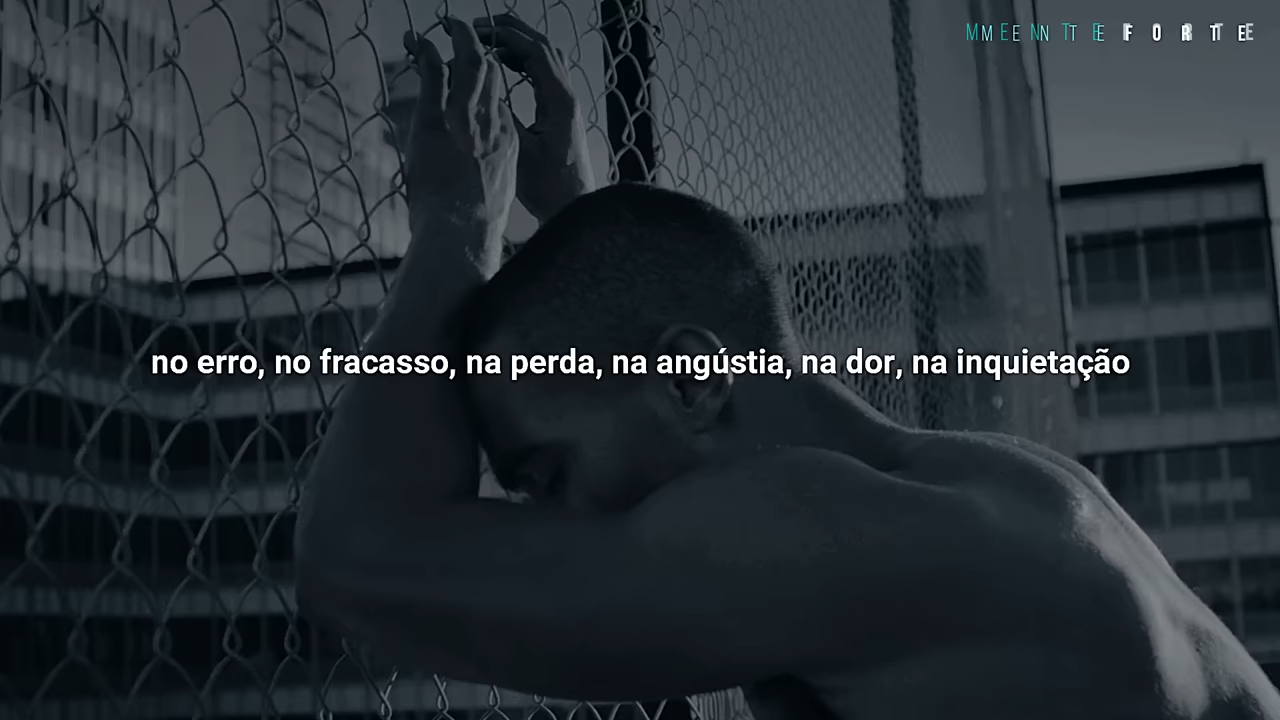 MENTE FORTE
no erro, no fracasso, na perda, na angústia, na dor, na inquietação